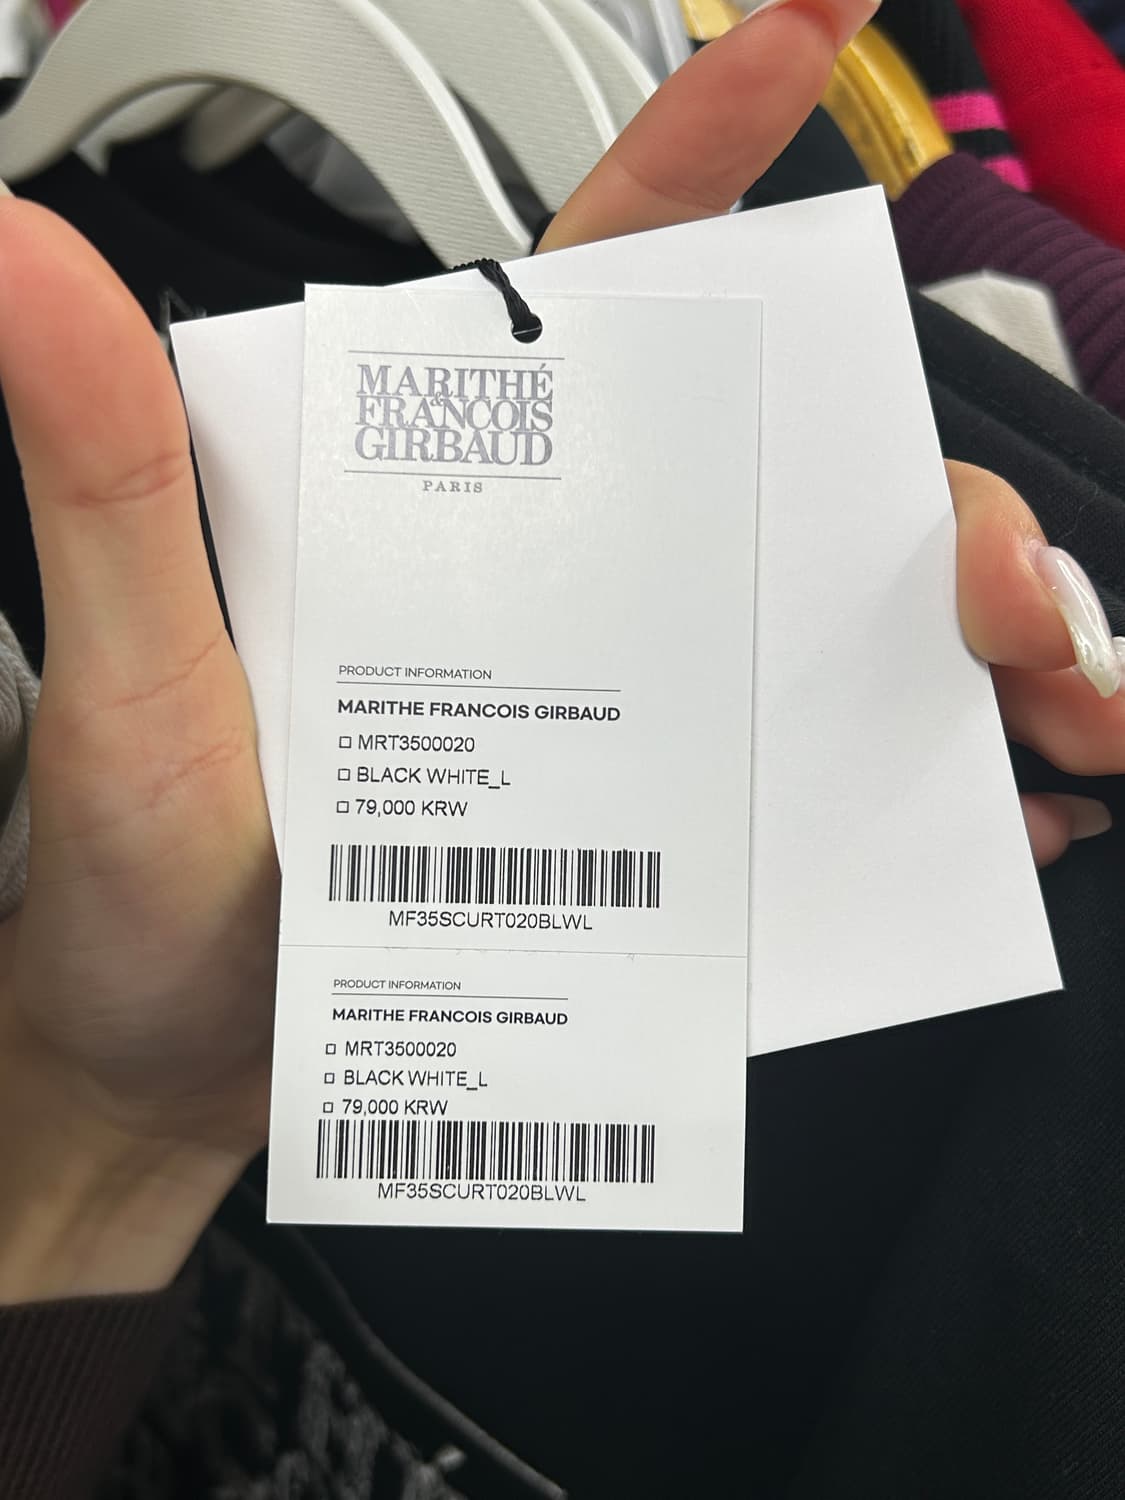 MARITHÉ
&
FRANCOIS
GIRBAUD
PARIS
PRODUCT INFORMATION
MARITHE FRANCOIS GIRBAUD
□ MRT3500020
□ BLACK WHITE_L
□ 79,000 KRW
MF35SCURT020BLWL
PRODUCT INFORMATION
MARITHE FRANCOIS GIRBAUD
□ MRT3500020
□ BLACK WHITE_L
□ 79,000 KRW
MF35SCURT020BLWL